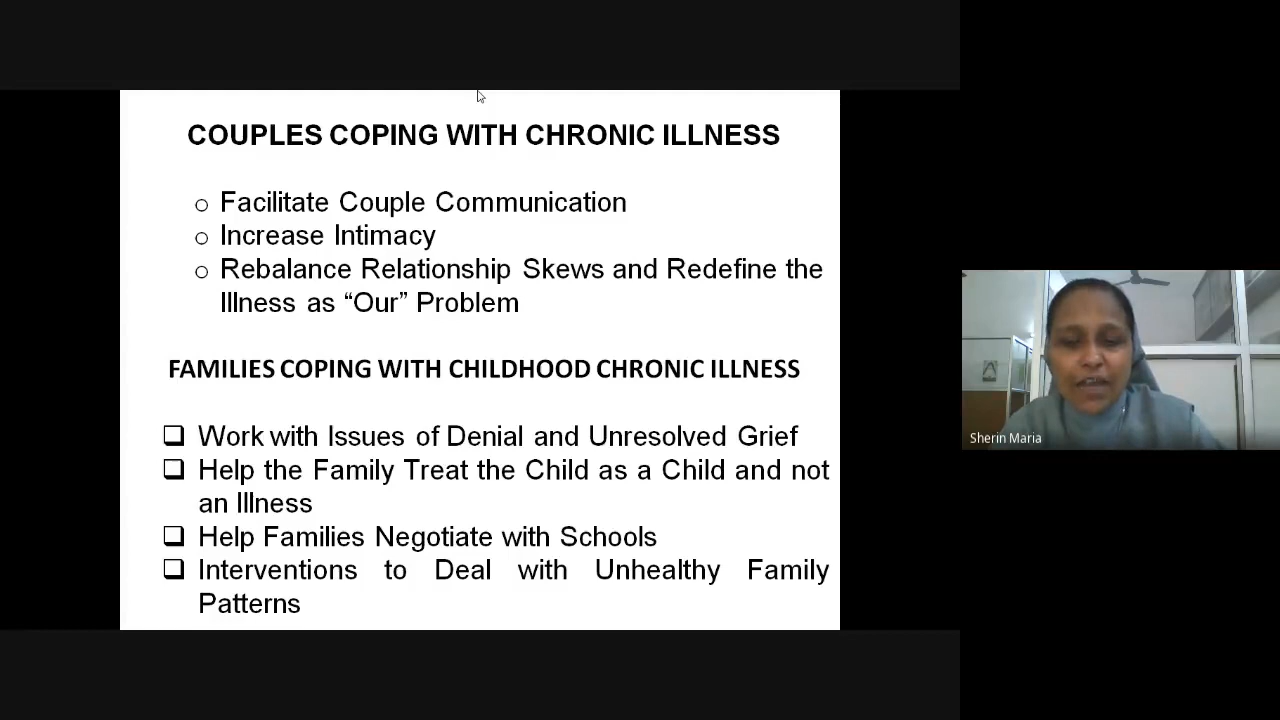 COUPLES COPING WITH CHRONIC ILLNESS
o Facilitate Couple Communication
o Increase Intimacy
o Rebalance Relationship Skews and Redefine the
Illness as “Our” Problem
FAMILIES COPING WITH CHILDHOOD CHRONIC ILLNESS
❑ Work with Issues of Denial and Unresolved Grief
❑ Help the Family Treat the Child as a Child and not
an Illness
❑ Help Families Negotiate with Schools
❑ Interventions to Deal with Unhealthy Family
Patterns
Sherin Maria